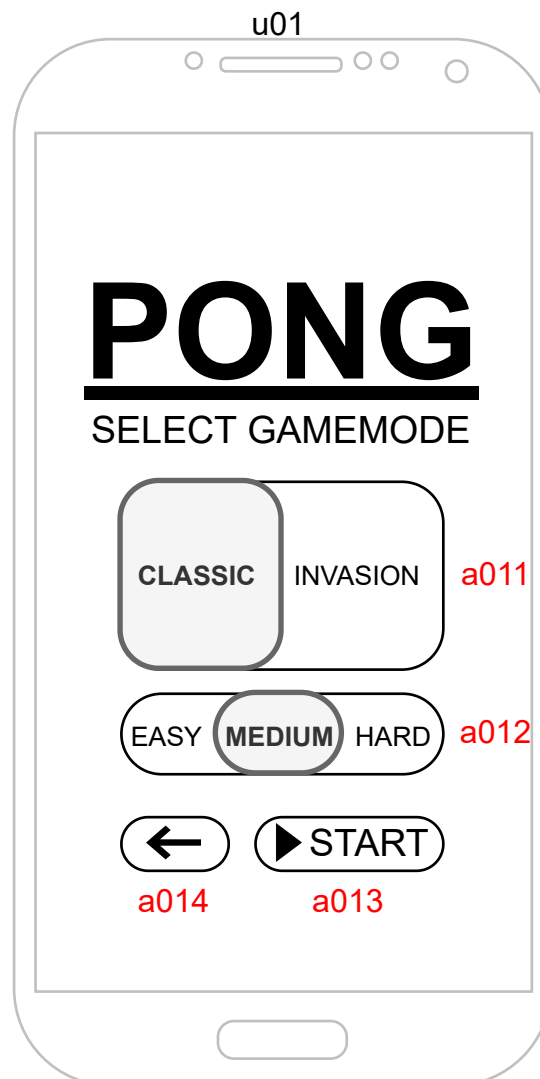 u01
PONG
SELECT GAMEMODE
CLASSIC INVASION a011
EASY MEDIUM HARD a012
START
a014 a013